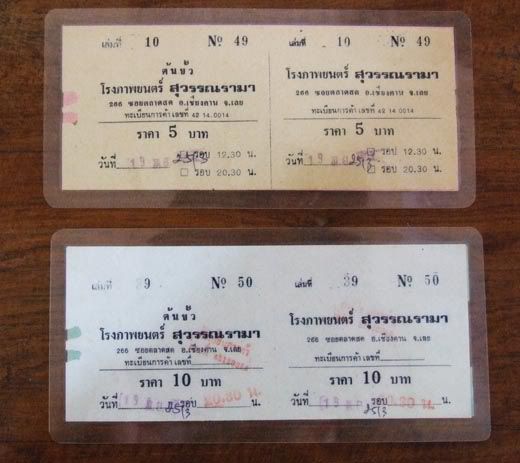 เล่มที่ 10 № 49
ต้นขั้ว
โรงภาพยนตร์ สุวรรณรามา
266 ซอยตลาดสด อ.เชียงคาน จ.เลย
ทะเบียนการค้า เลขที่ 42 14 0014
ราคา 5 บาท
รอบ 12.30 น.
วันที่ 19
รอบ 20.30 น.
เล่มที่ 10 № 49
โรงภาพยนตร์ สุวรรณรามา
266 ซอยตลาดสด อ.เชียงคาน จ.เลย
ทะเบียนการค้า เลขที่ 42 14.0014
ราคา 5 บาท
รอบ 12.30 น.
วันที่ 19
รอบ 20.30 น.
เล่มที่ 39 № 50
ต้นขั้ว
โรงภาพยนตร์ สุวรรณรามา
266 ซอยตลาดสด อ.เชียงคาน จ.เลย
ทะเบียนการค้า เลขที่
ราคา 10 บาท
วันที่ 19 2513 รอบ 20.30 น. น.
เล่มที่ 39 № 50
โรงภาพยนตร์ สุวรรณรามา
266 ซอยตลาดสด อ.เชียงคาน จ.เลย
ทะเบียนการค้า เลขที่
ราคา 10 บาท
วันที่ 19 2513 รอบ .30 น. น.